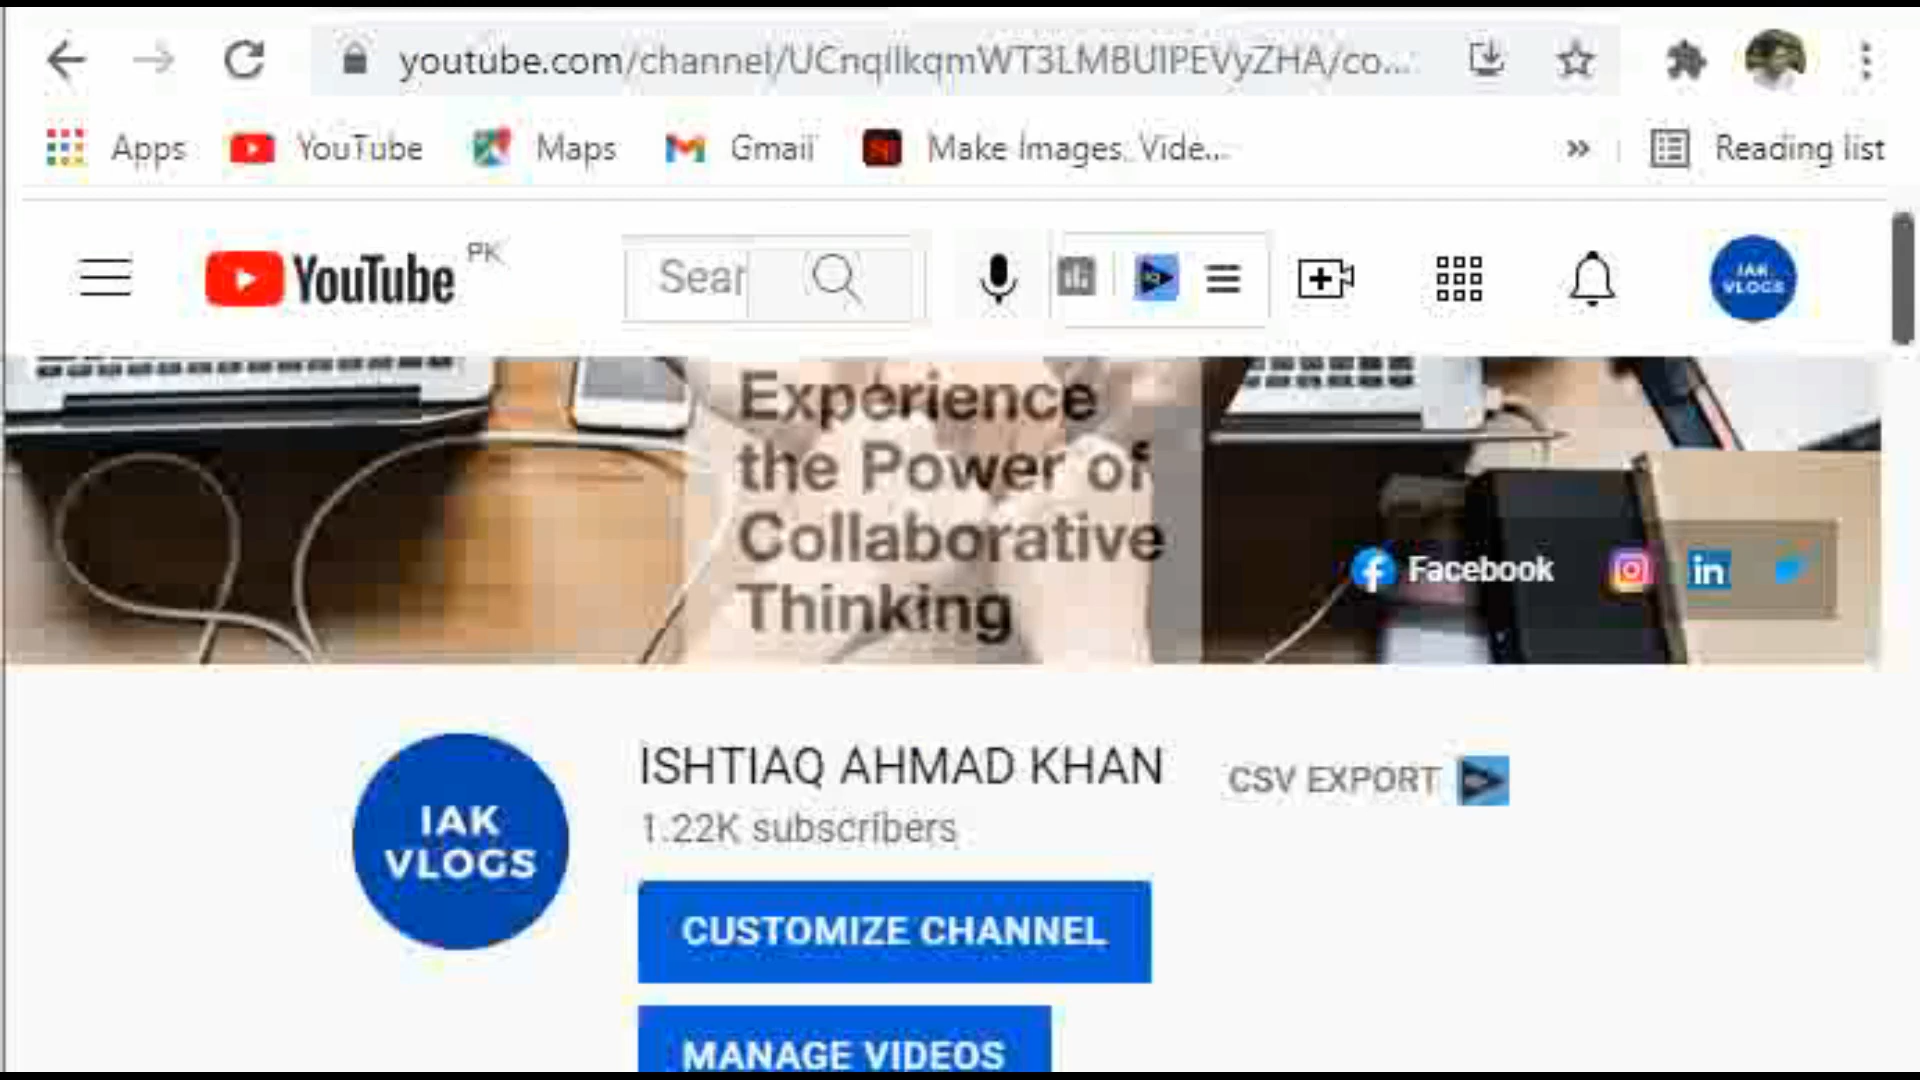 youtube.com/channel/UCnqIlkqmWT3LMBUIPEVyZHA/co...
Apps YouTube Maps Gmail Make Images, Vide... » Reading list
YouTube PK Sear IAK VLOGS
Experience
the Power of
Collaborative
Thinking
Facebook
ISHTIAQ AHMAD KHAN CSV EXPORT
1.22K subscribers
IAK
VLOGS
CUSTOMIZE CHANNEL
MANAGE VIDEOS